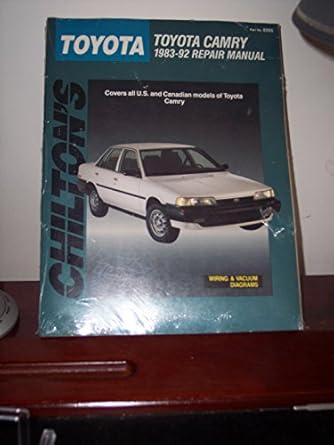 Part No. 8265
TOYOTA
TOYOTA CAMRY
1983-92 REPAIR MANUAL
Covers all U.S. and Canadian models of Toyota
Camry
CHILTON'S
WIRING & VACUUM
DIAGRAMS